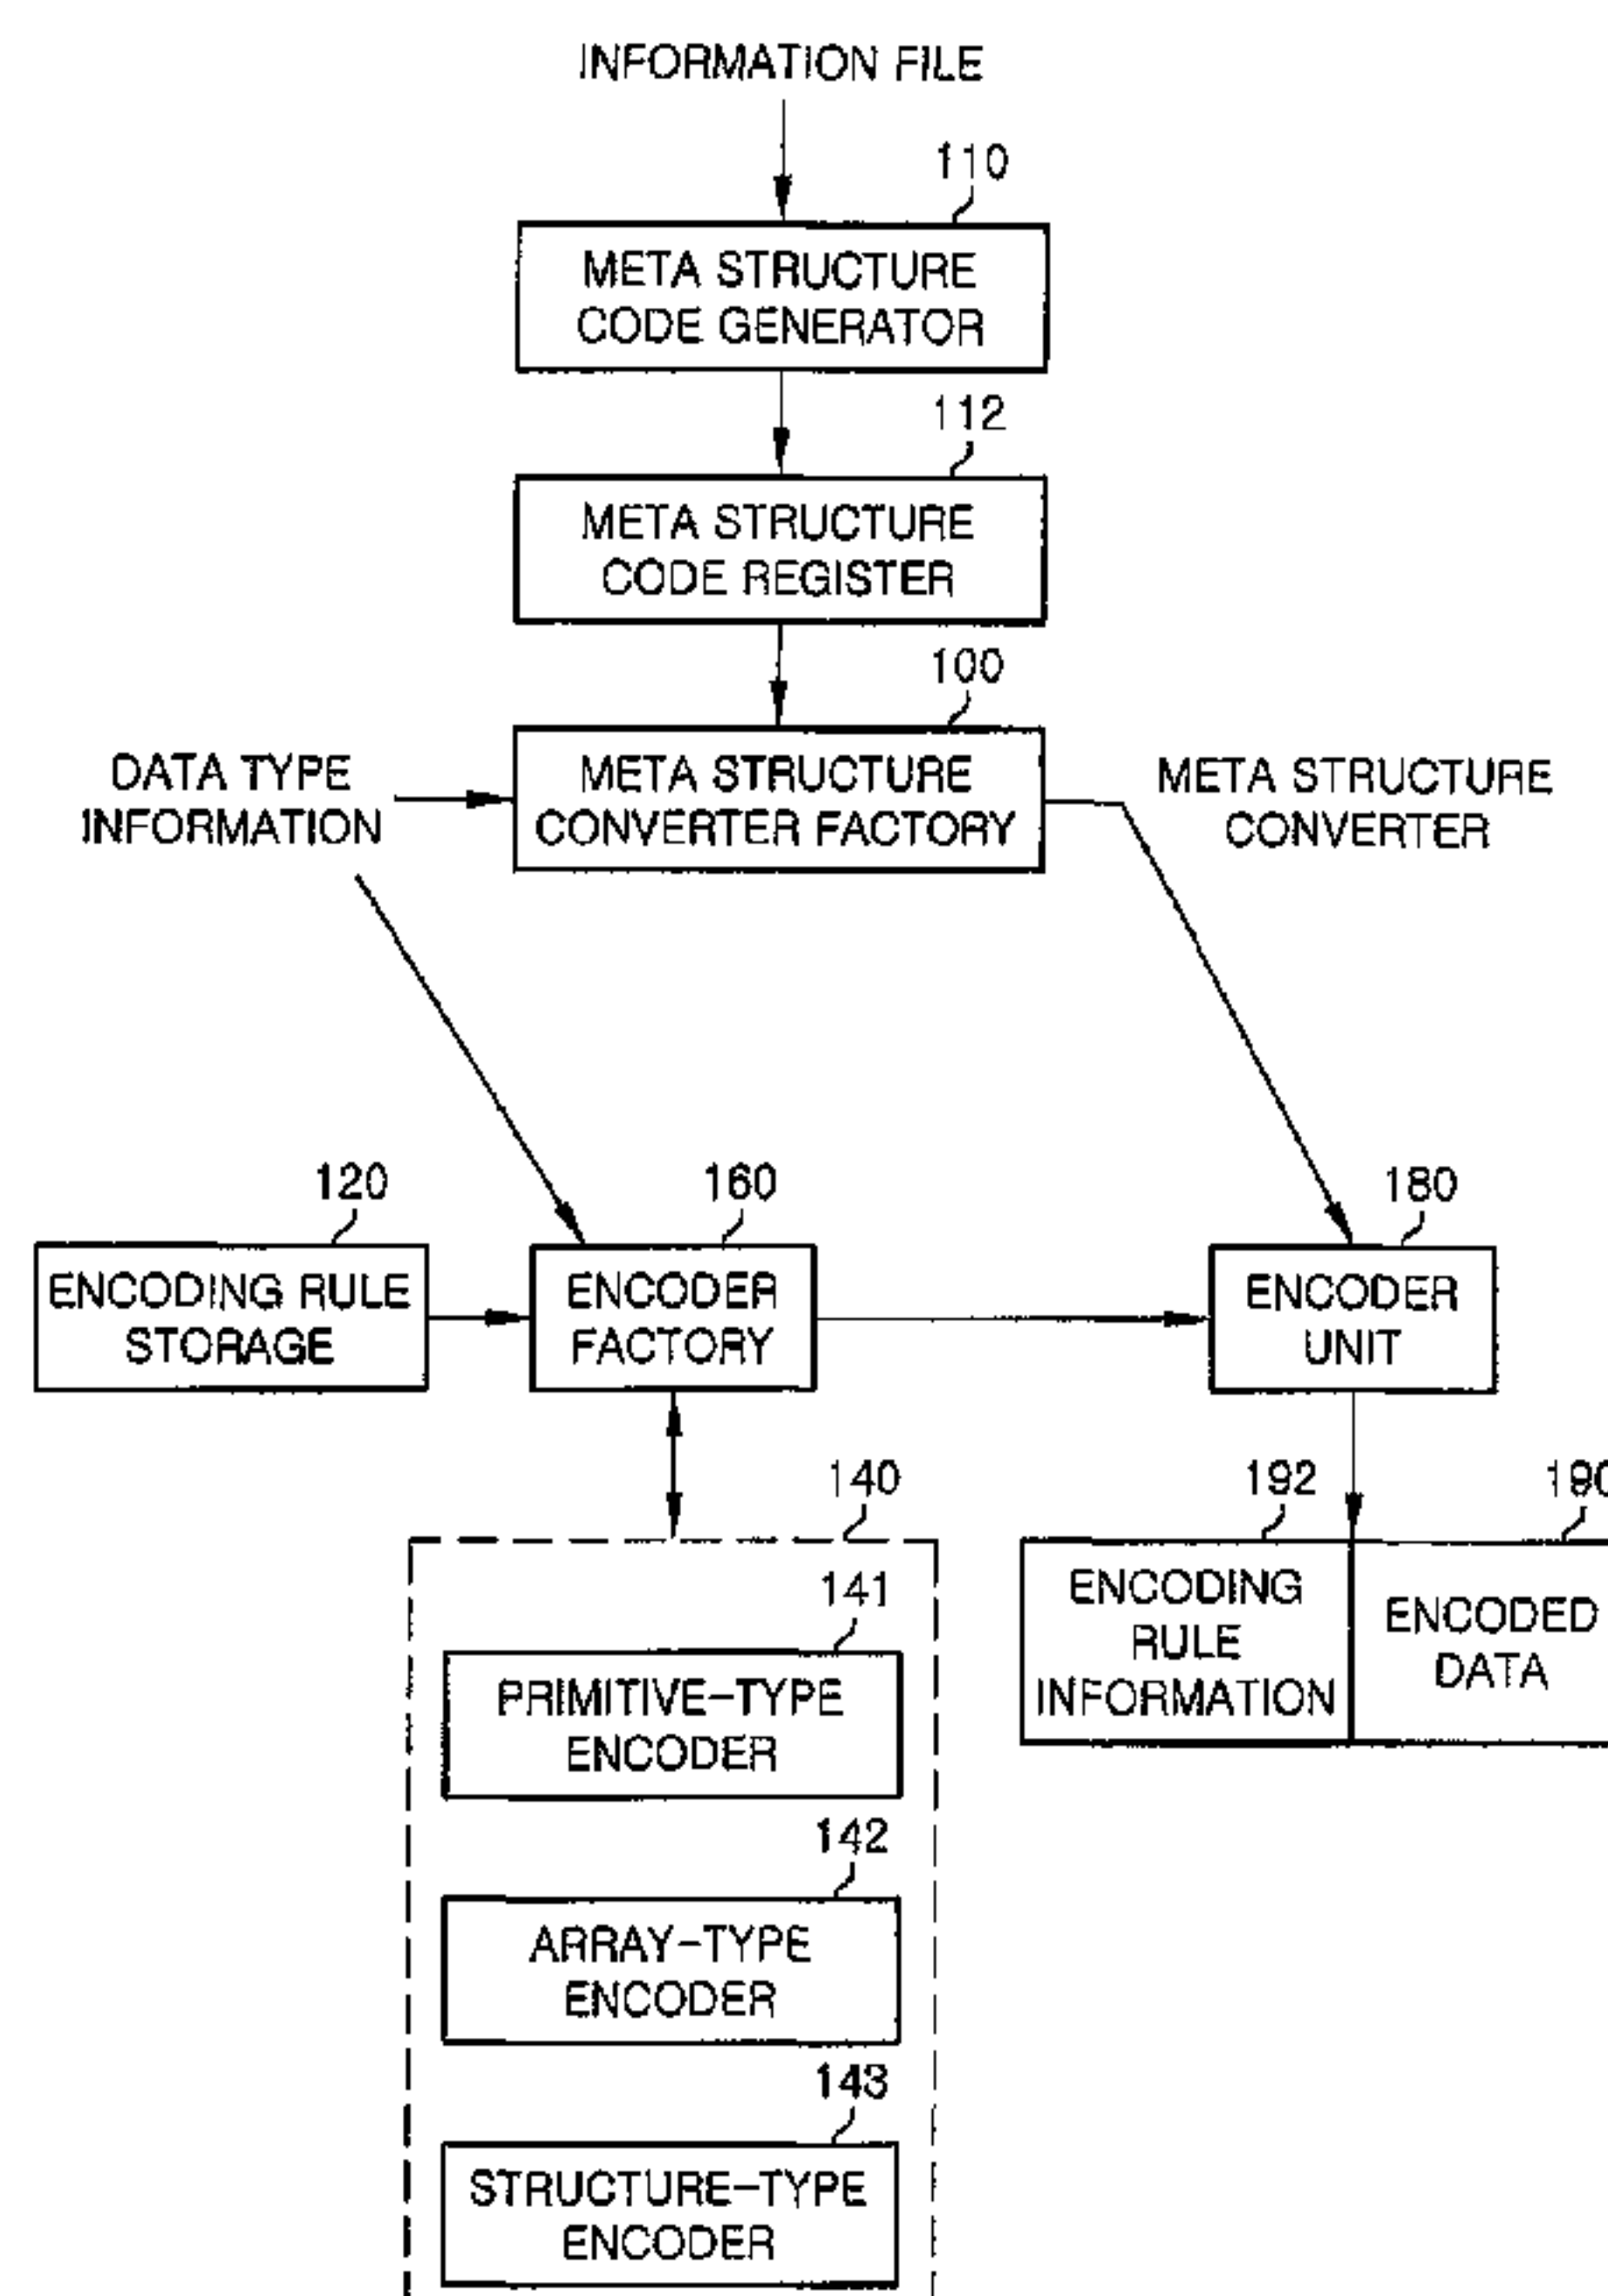 INFORMATION FILE
110
META STRUCTURE
CODE GENERATOR
112
META STRUCTURE
CODE REGISTER
100
DATA TYPE
INFORMATION
META STRUCTURE
CONVERTER FACTORY
META STRUCTURE
CONVERTER
120
160
180
ENCODING RULE
STORAGE
ENCODER
FACTORY
ENCODER
UNIT
140
192
190
ENCODING
RULE
INFORMATION
ENCODED
DATA
141
PRIMITIVE-TYPE
ENCODER
142
ARRAY-TYPE
ENCODER
143
STRUCTURE-TYPE
ENCODER